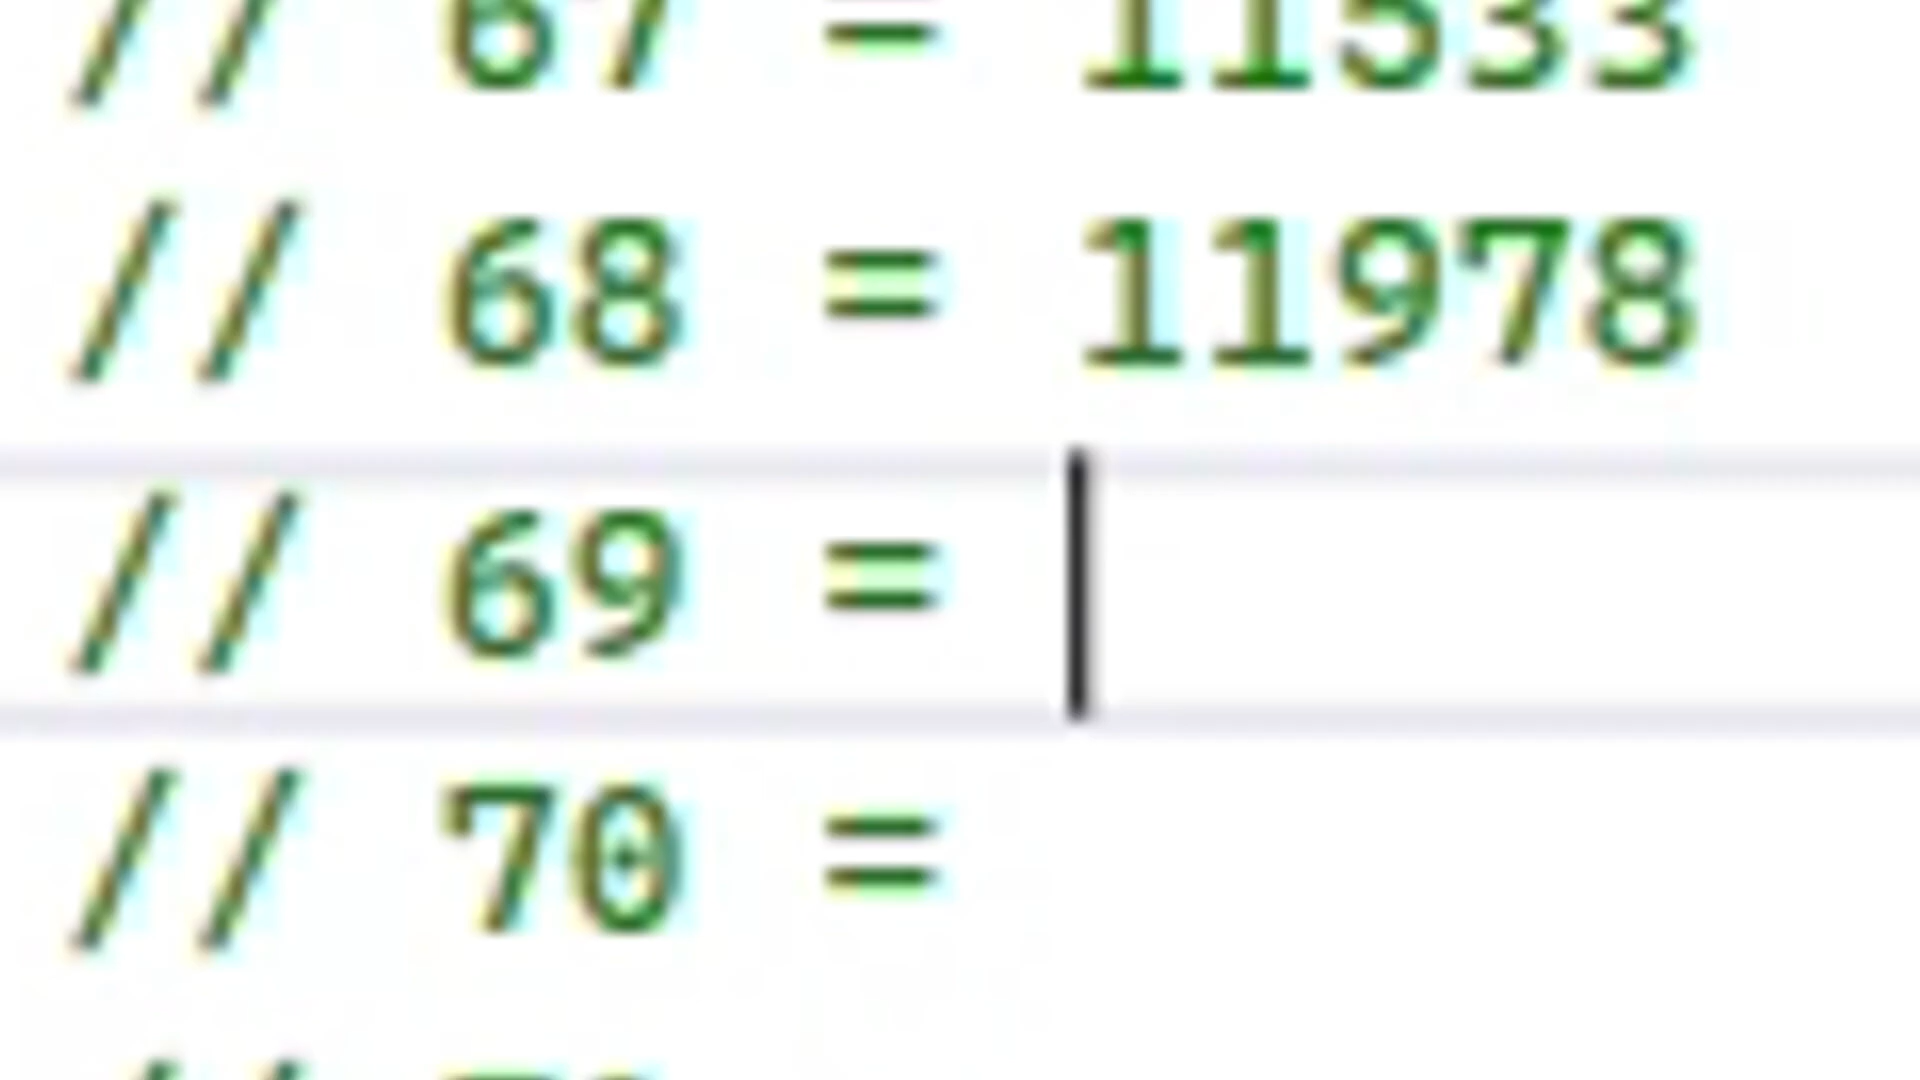 // 67 = 11533
// 68 = 11978
// 69 =
// 70 =